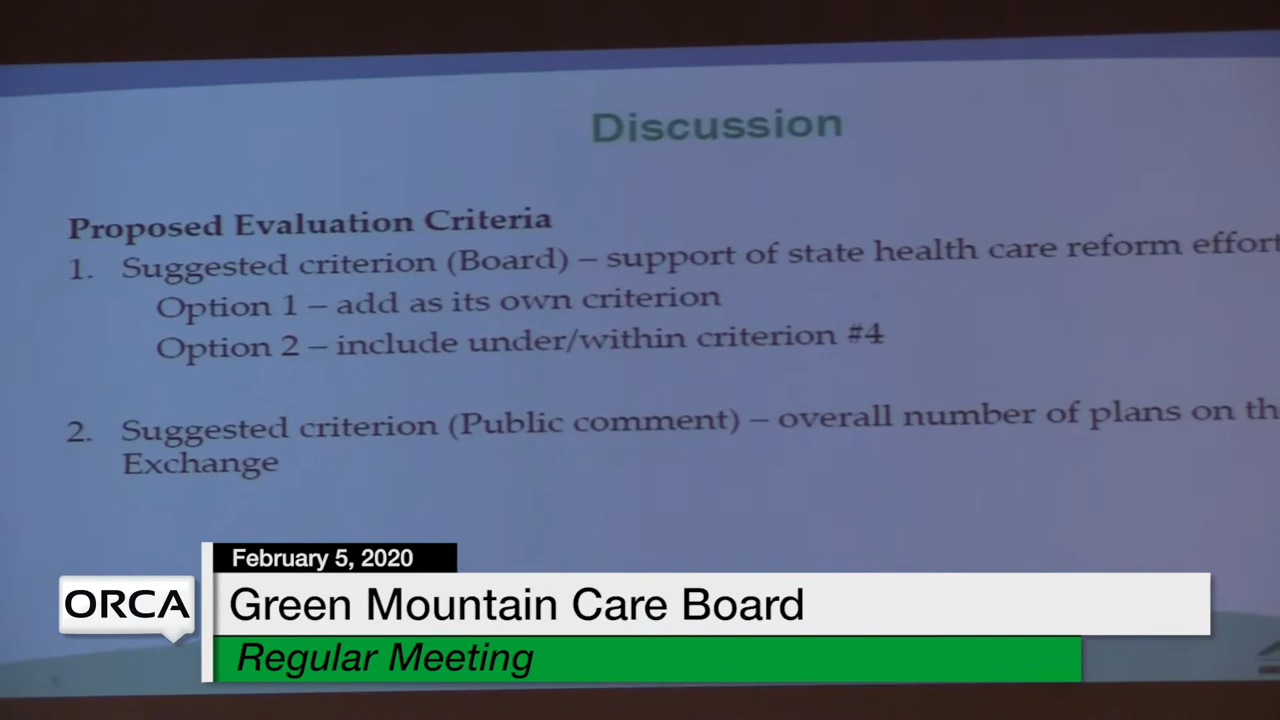 Discussion
Proposed Evaluation Criteria
1. Suggested criterion (Board) – support of state health care reform effort
Option 1 – add as its own criterion
Option 2 – include under/within criterion #4
2. Suggested criterion (Public comment) – overall number of plans on th
Exchange
February 5, 2020
ORCA
Green Mountain Care Board
Regular Meeting